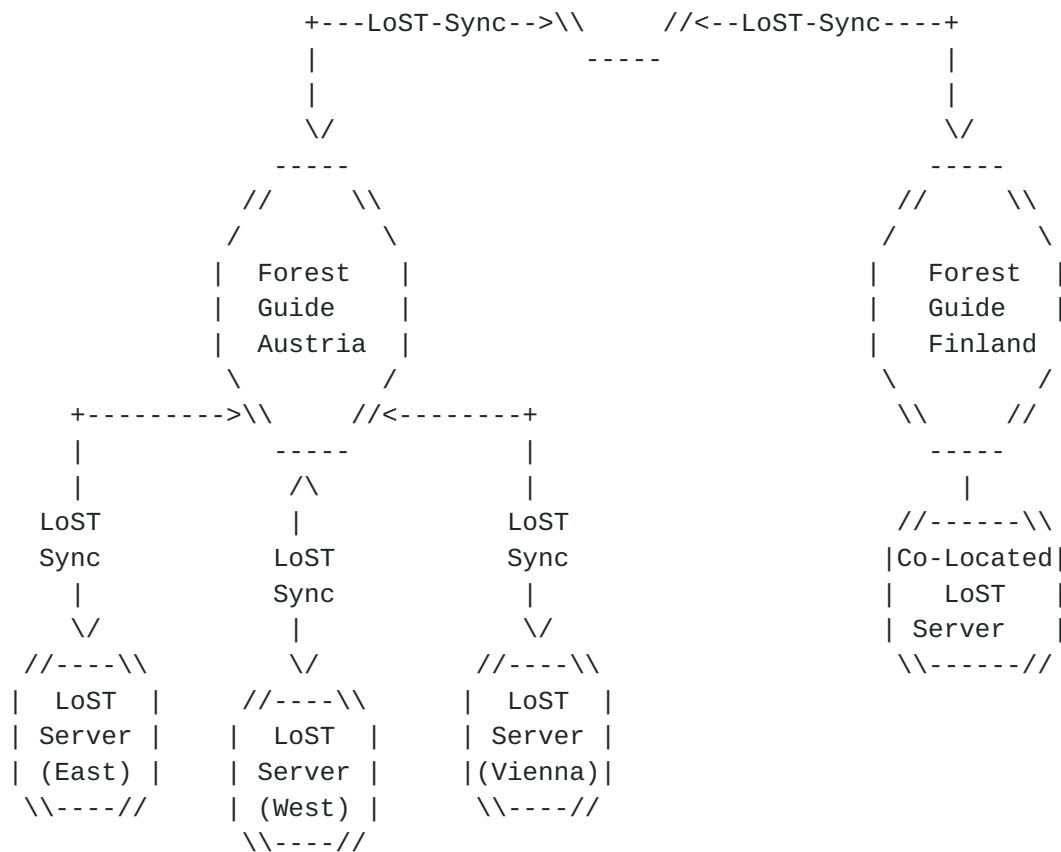 LoST-Sync
LoST-Sync
Forest
Guide
Austria
Forest
Guide
Finland
LoST
Sync
LoST
Sync
LoST
Sync
Co-Located
LoST
Server
LoST
Server
(East)
LoST
Server
(West)
LoST
Server
(Vienna)